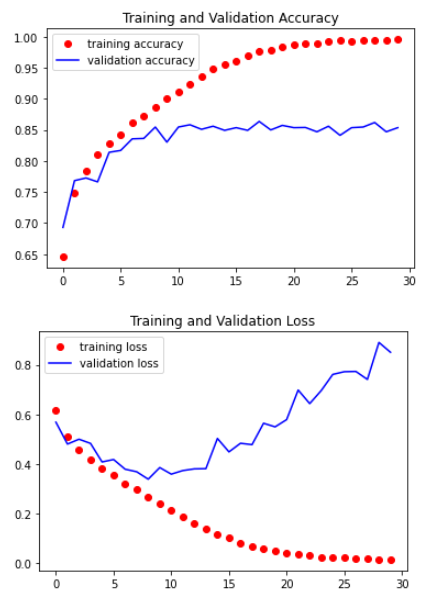 Training and Validation Accuracy
1.00
training accuracy
validation accuracy
0.95
0.90
0.85
0.80
0.75
0.70
0.65
0 5 10 15 20 25 30
Training and Validation Loss
training loss
validation loss
0.8
0.6
0.4
0.2
0.0
0 5 10 15 20 25 30